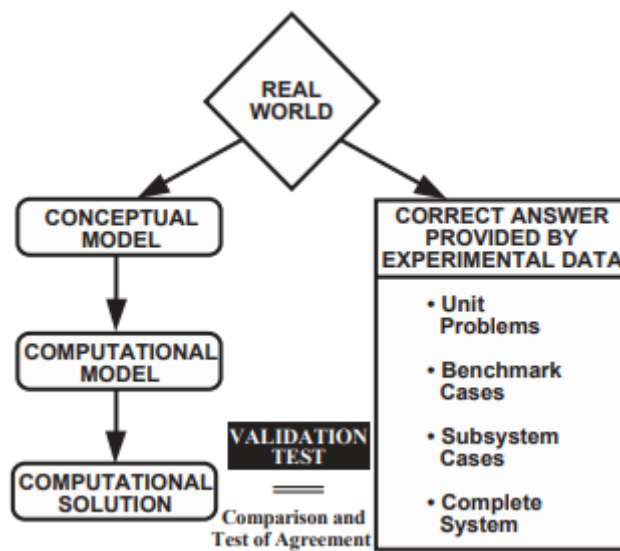 REAL
WORLD
CONCEPTUAL
MODEL
COMPUTATIONAL
MODEL
COMPUTATIONAL
SOLUTION
VALIDATION
TEST
Comparison and
Test of Agreement
CORRECT ANSWER
PROVIDED BY
EXPERIMENTAL DATA
• Unit
Problems
• Benchmark
Cases
• Subsystem
Cases
• Complete
System